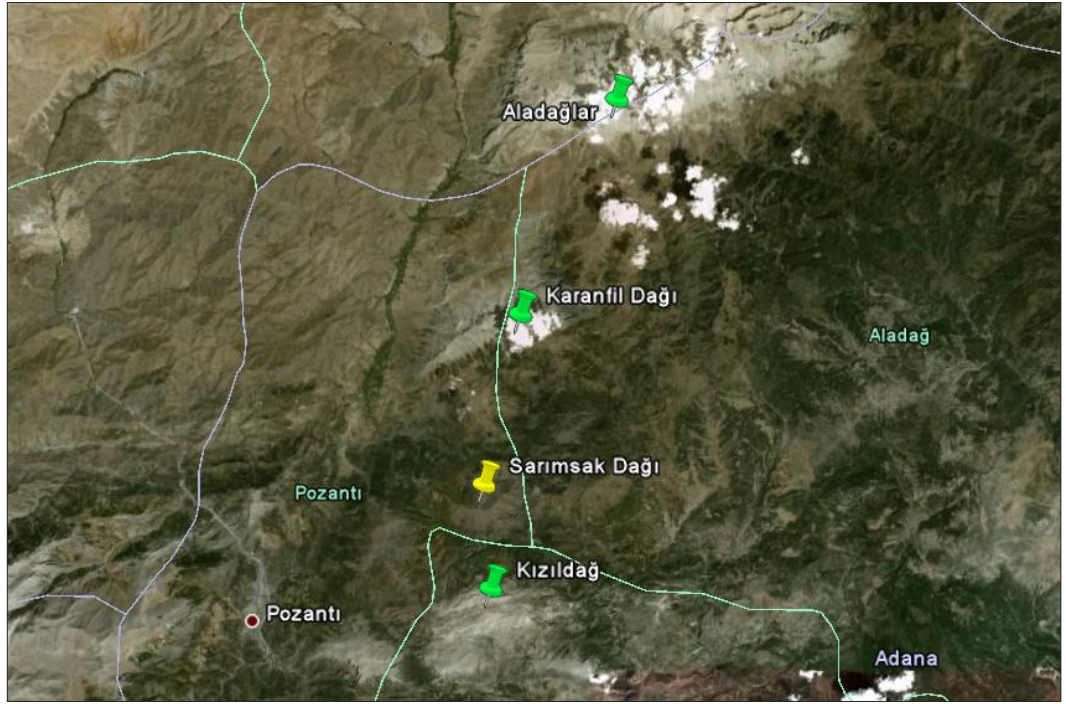 Aladağlar
Karanfil Dağı
Aladağ
Sarımsak Dağı
Pozantı
Kızıldağ
Pozantı
Adana